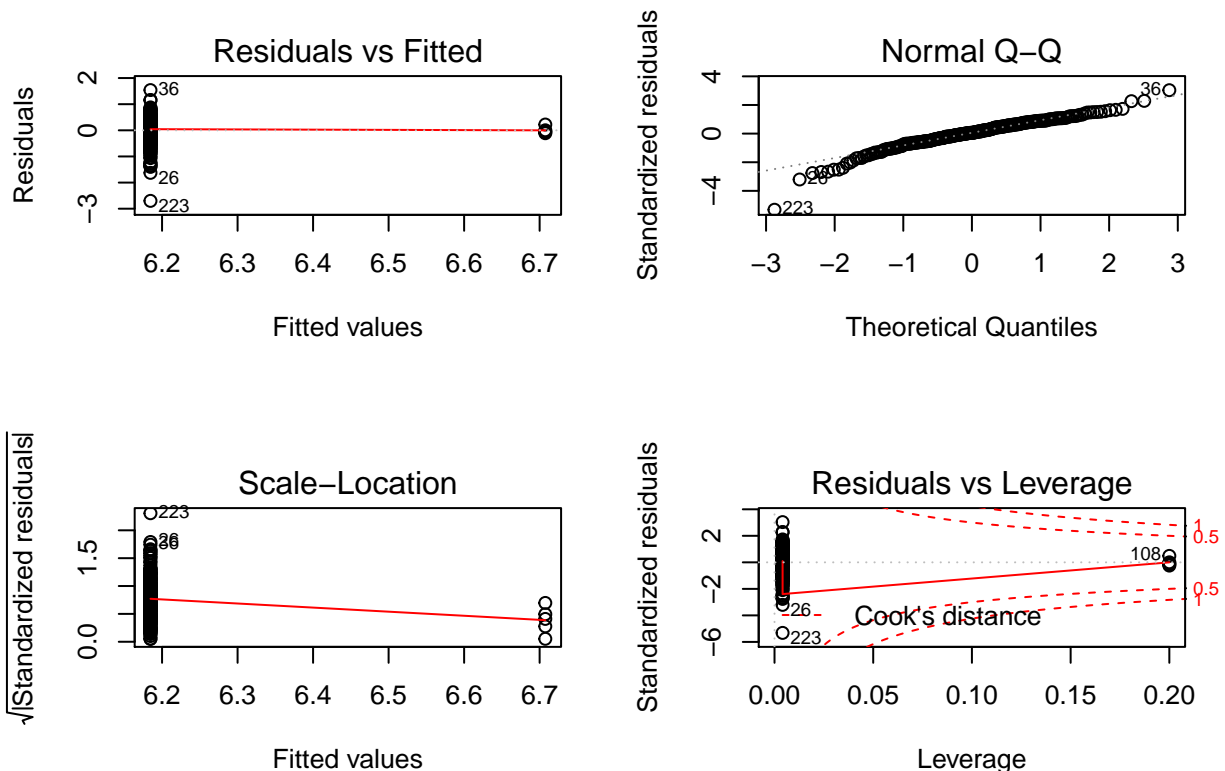 Residuals vs Fitted
Residuals
2
0
−3
36
26
223
6.2 6.3 6.4 6.5 6.6 6.7
Fitted values
Normal Q−Q
Standardized residuals
4
0
−4
36
26
223
−3 −2 −1 0 1 2 3
Theoretical Quantiles
Scale−Location
√|Standardized residuals|
1.5
0.0
223
26
36
6.2 6.3 6.4 6.5 6.6 6.7
Fitted values
Residuals vs Leverage
Standardized residuals
2
−2
−6
1
0.5
108
0.5
1
26
Cook's distance
223
0.00 0.05 0.10 0.15 0.20
Leverage